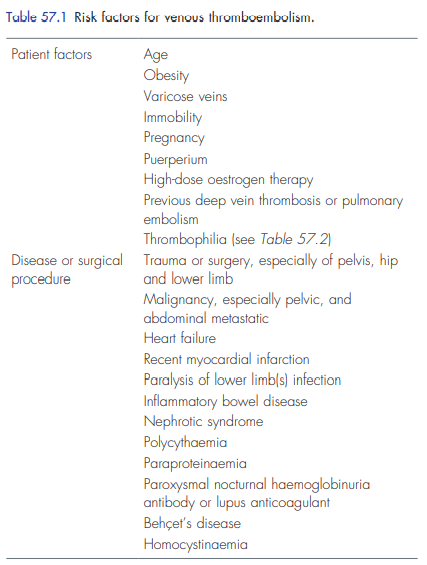 Table 57.1 Risk factors for venous thromboembolism.
Patient factors Age
Obesity
Varicose veins
Immobility
Pregnancy
Puerperium
High-dose oestrogen therapy
Previous deep vein thrombosis or pulmonary
embolism
Thrombophilia (see Table 57.2)
Disease or surgical Trauma or surgery, especially of pelvis, hip
procedure and lower limb
Malignancy, especially pelvic, and
abdominal metastatic
Heart failure
Recent myocardial infarction
Paralysis of lower limb(s) infection
Inflammatory bowel disease
Nephrotic syndrome
Polycythaemia
Paraproteinaemia
Paroxysmal nocturnal haemoglobinuria
antibody or lupus anticoagulant
Behçet's disease
Homocystinaemia